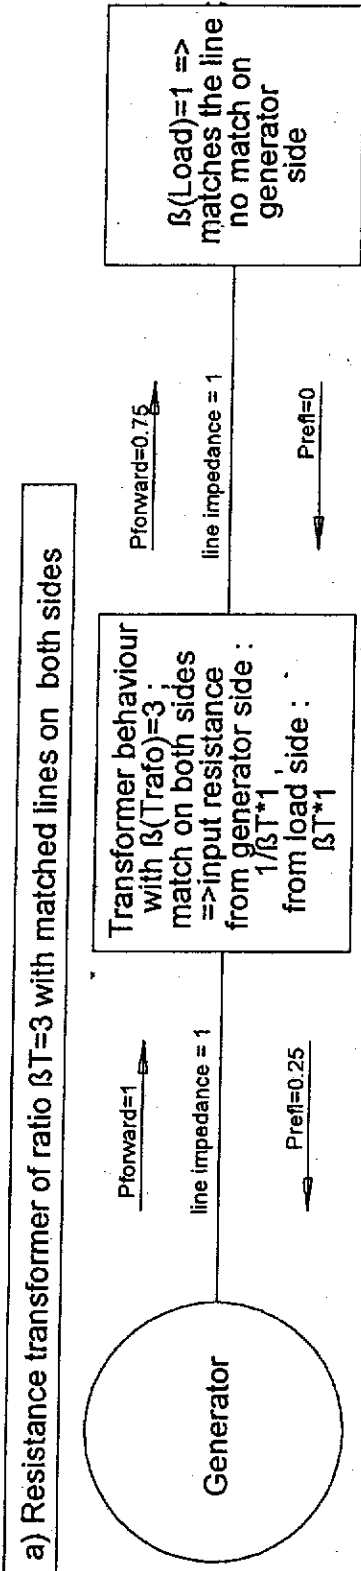 a) Resistance transformer of ratio ßT=3 with matched lines on both sides
Generator
Pforward=1
line impedance = 1
Prefl=0.25
Transformer behaviour
with ß(Trafo)=3 ;
match on both sides
=>input resistance
from generator side :
1/ßT*1 ,
from load side :
ßT*1
Pforward=0.75
line impedance = 1
Prefl=0
ß(Load)=1 =>
matches the line
no match on
generator
side